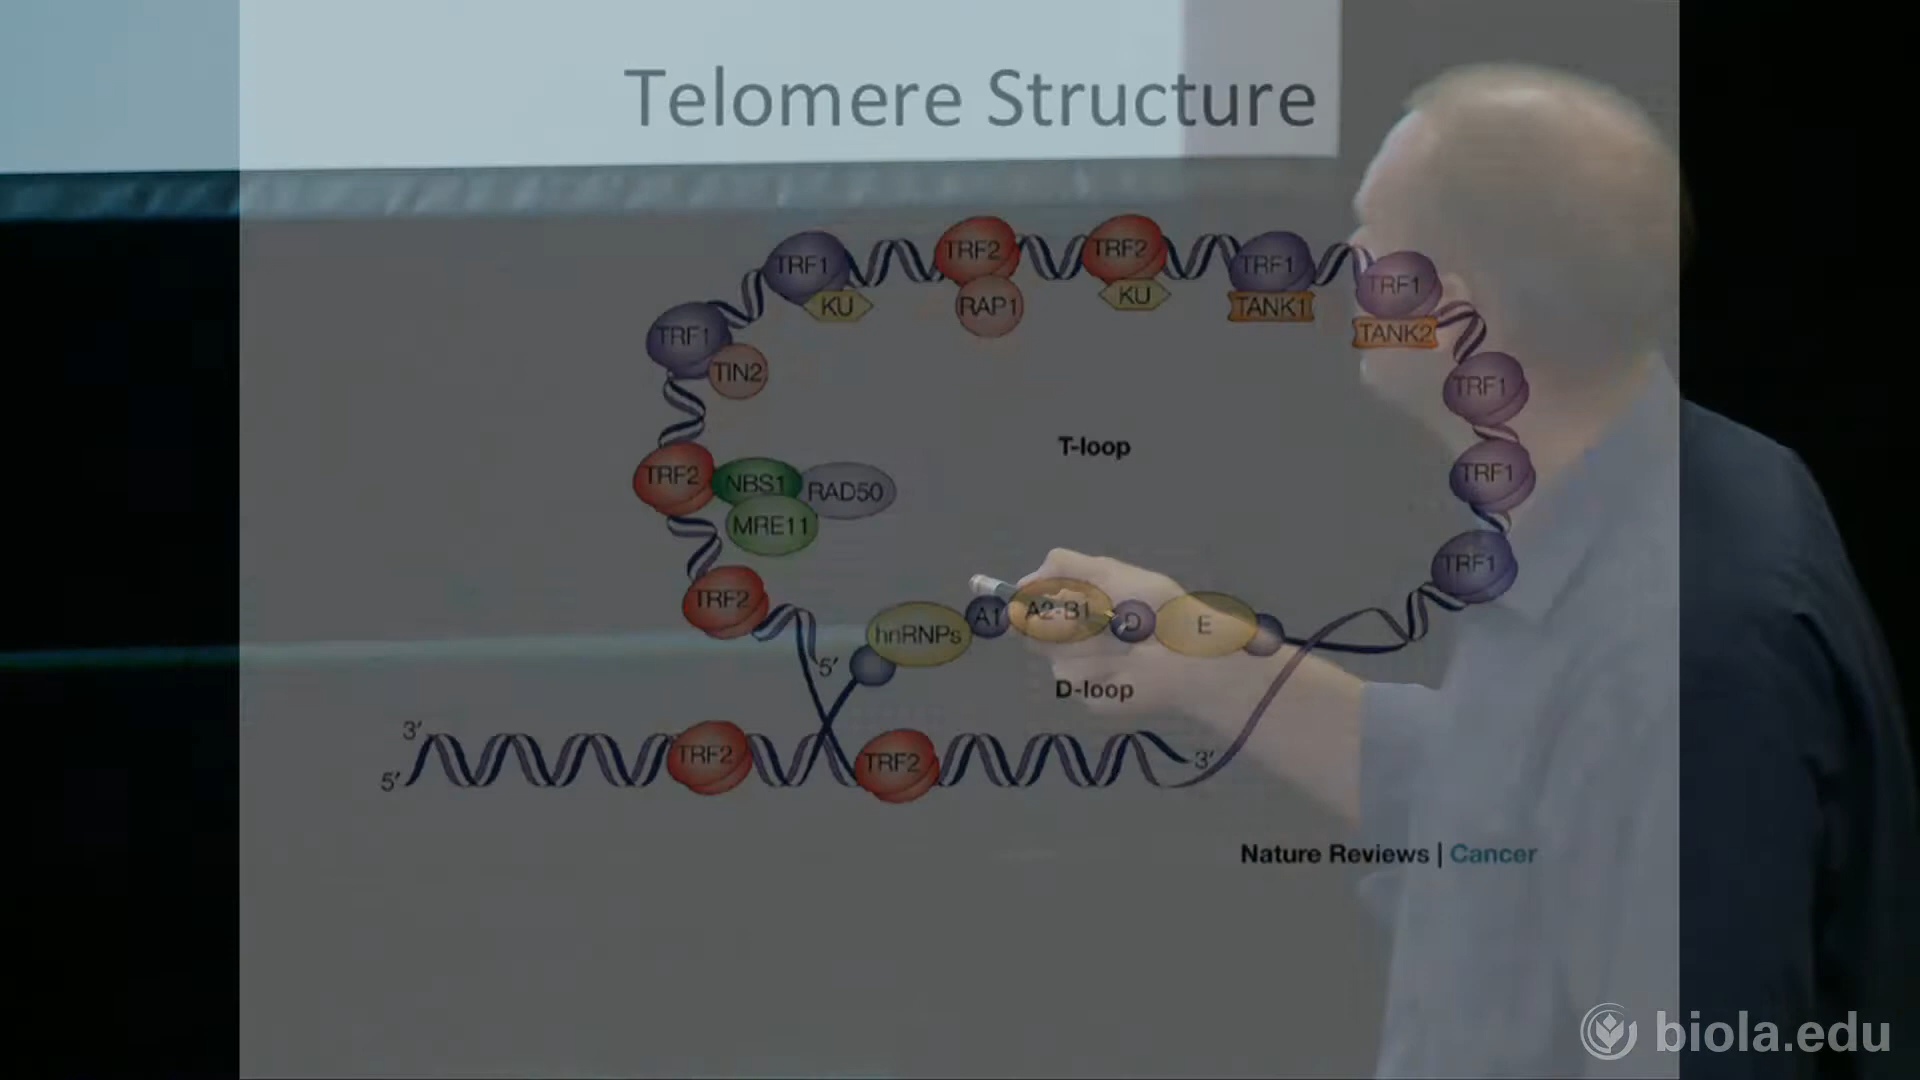 Telomere Structure
TRF1
KU
TRF2
RAP1
TRF2
KU
TRF1
TANK1
TRF1
TANK2
TRF1
TIN2
TRF1
T-loop
TRF2
NBS1
RAD50
MRE11
TRF1
TRF1
TRF2
hnRNPs
A1
A2-B1
D
E
5′
D-loop
3′
5′
TRF2
TRF2
3′
Nature Reviews | Cancer
biola.edu